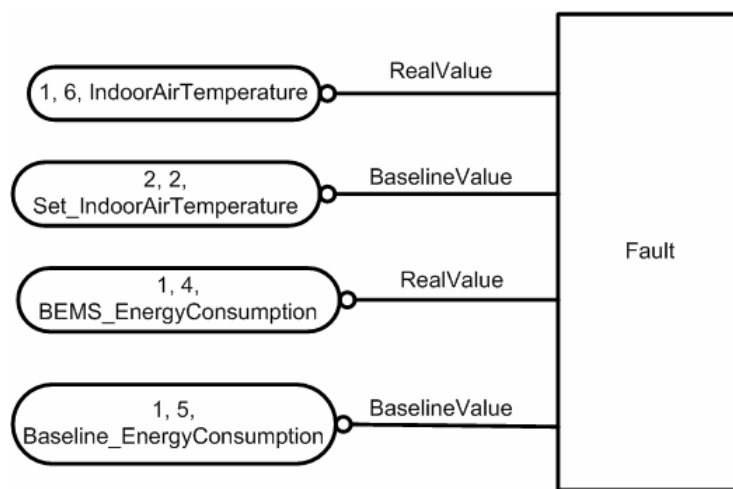 RealValue
1, 6, IndoorAirTemperature
BaselineValue
2, 2,
Set_IndoorAirTemperature
Fault
RealValue
1, 4,
BEMS_EnergyConsumption
BaselineValue
1, 5,
Baseline_EnergyConsumption